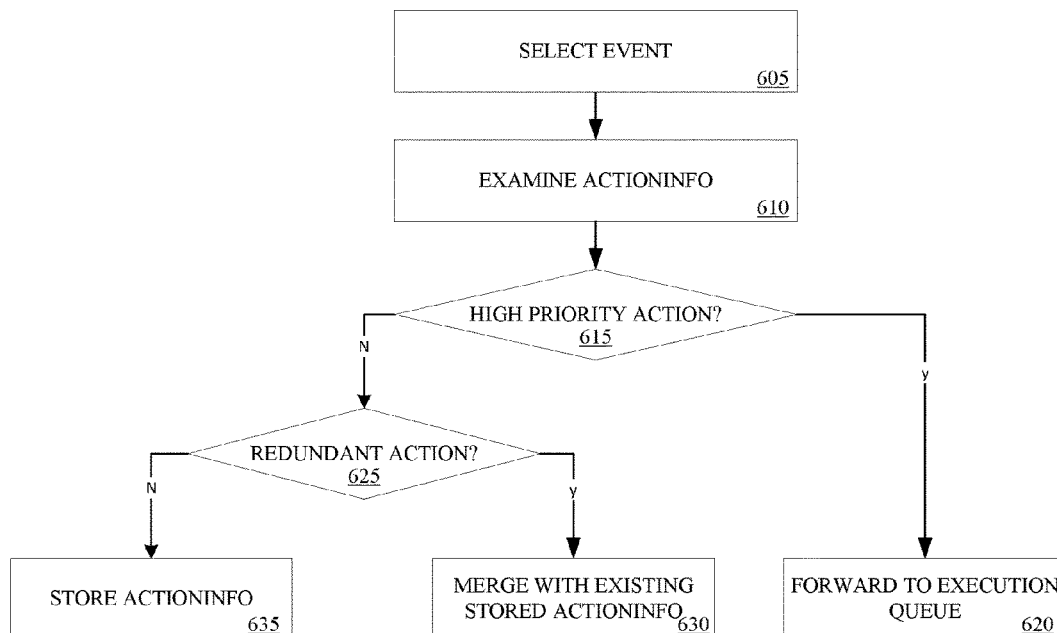 SELECT EVENT
605
EXAMINE ACTIONINFO
610
HIGH PRIORITY ACTION?
615
N
y
REDUNDANT ACTION?
625
N
y
STORE ACTIONINFO
635
MERGE WITH EXISTING
STORED ACTIONINFO 630
FORWARD TO EXECUTION
QUEUE 620